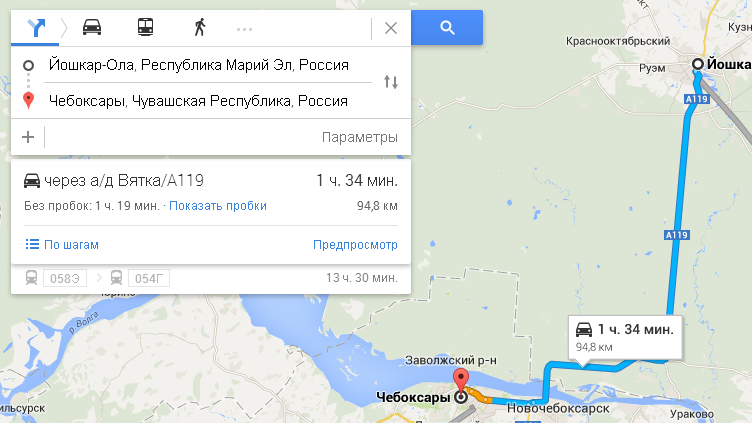 Йошкар-Ола, Республика Марий Эл, Россия
Чебоксары, Чувашская Республика, Россия
Параметры
через а/д Вятка/А119 1 ч. 34 мин.
Без пробок: 1 ч. 19 мин. · Показать пробки 94,8 км
По шагам Предпросмотр
058Э 054Г 13 ч. 30 мин.
Кузн
Краснооктябрьский
Руэм
Йошка
А119
А119
1 ч. 34 мин.
94,8 км
р.Волга
Заволжский р-н
Чебоксары
Новочебоксарск
Ураково
ильсурск